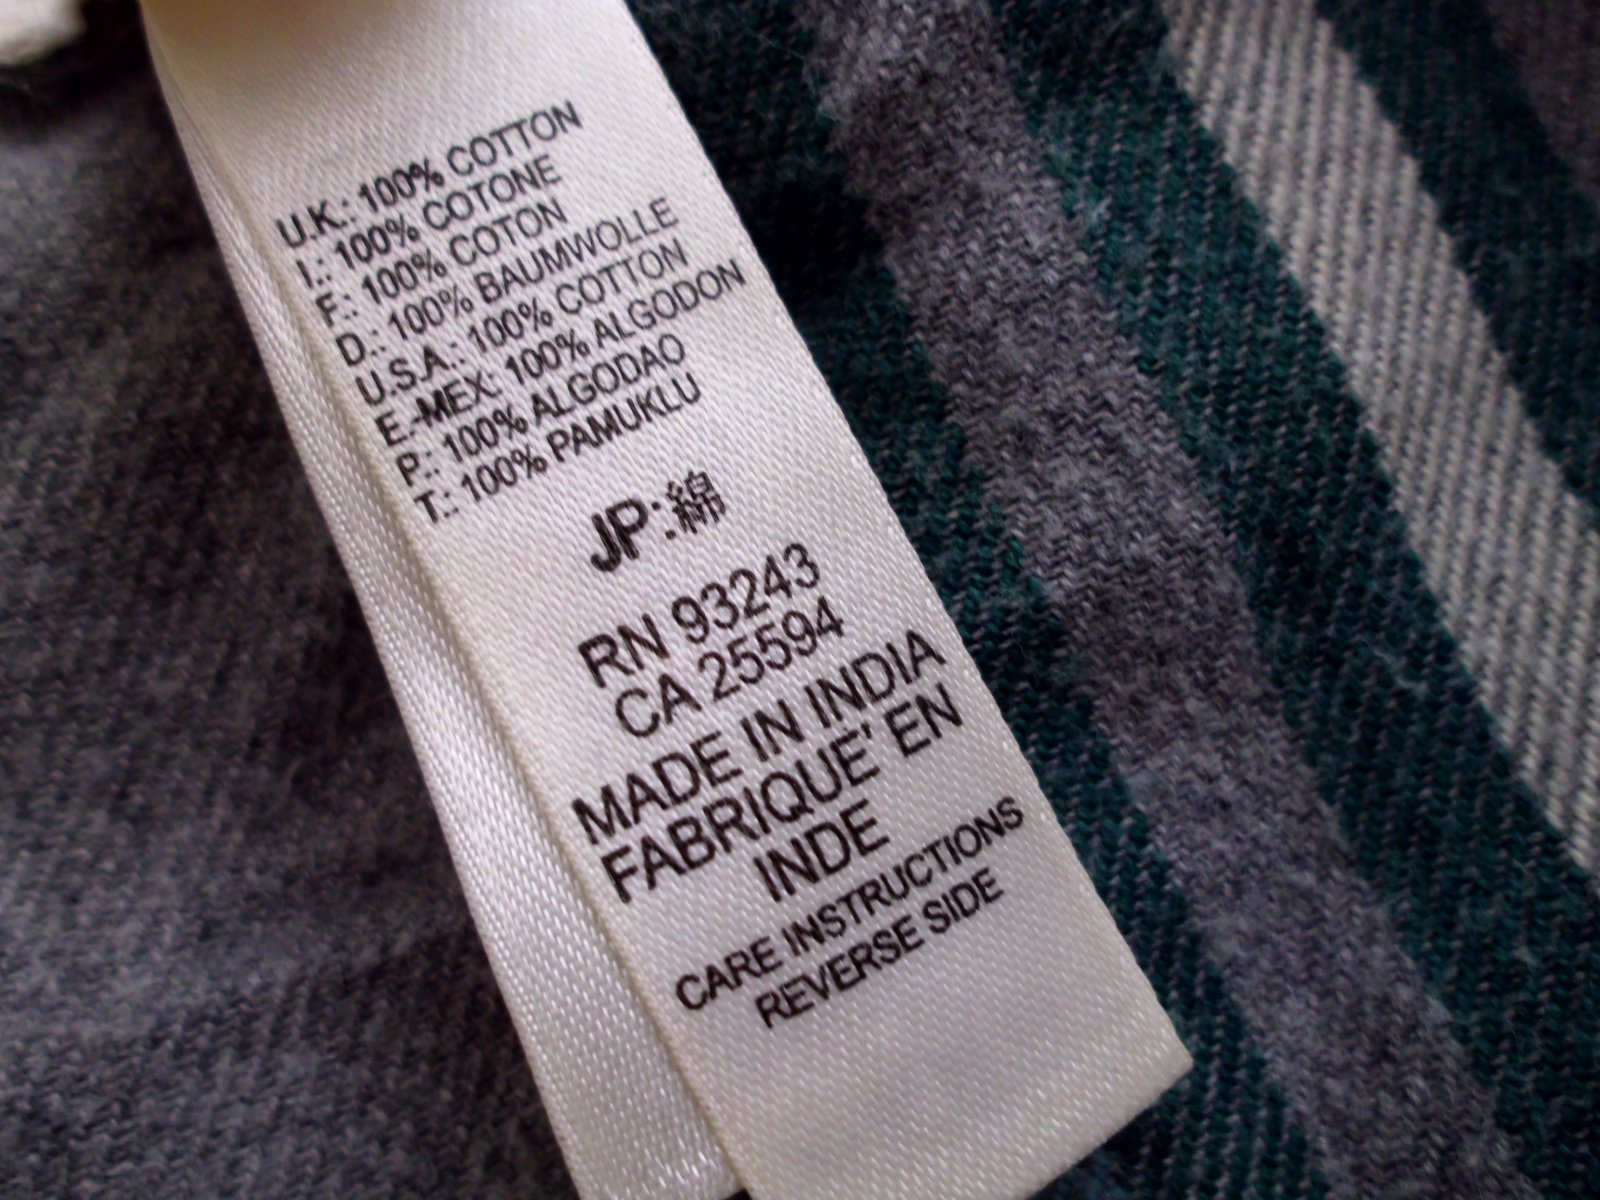 U.K.: 100% COTTON
I.: 100% COTONE
F.: 100% COTON
D.: 100% BAUMWOLLE
U.S.A.: 100% COTTON
E.-MEX: 100% ALGODON
P.: 100% ALGODAO
T.: 100% PAMUKLU
JP:綿
RN 93243
CA 25594
MADE IN INDIA
FABRIQUE' EN
INDE
CARE INSTRUCTIONS
REVERSE SIDE